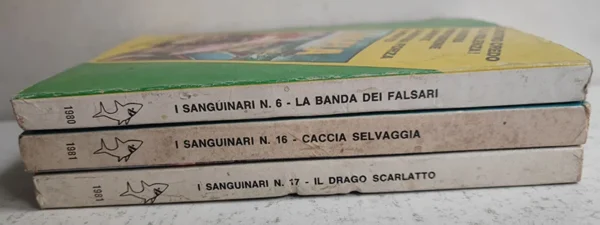 1980 I SANGUINARI N. 6 - LA BANDA DEI FALSARI
1981 I SANGUINARI N. 16 - CACCIA SELVAGGIA
1981 I SANGUINARI N. 17 - IL DRAGO SCARLATTO